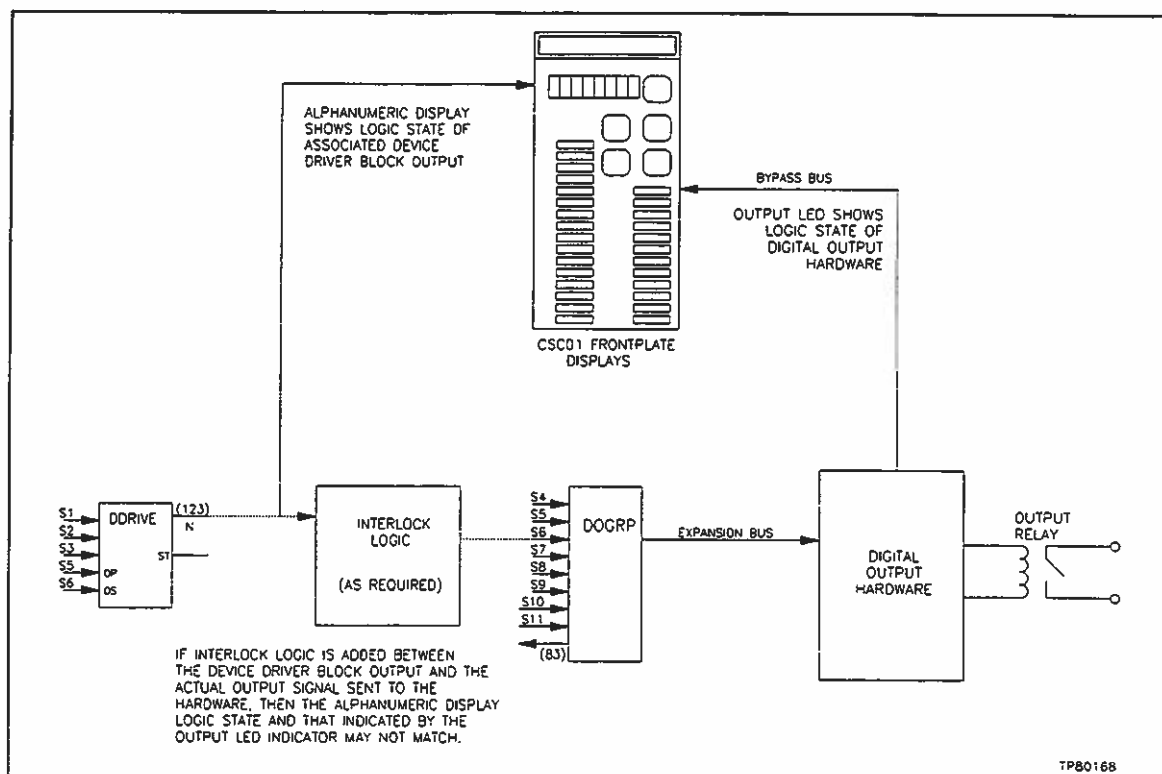 ALPHANUMERIC DISPLAY
SHOWS LOGIC STATE OF
ASSOCIATED DEVICE
DRIVER BLOCK OUTPUT
BYPASS BUS
OUTPUT LED SHOWS
LOGIC STATE OF
DIGITAL OUTPUT
HARDWARE
CSC01 FRONTPLATE
DISPLAYS
S1
S2
S3
S5
S6
DDRIVE
OP
OS
ST
(123)
N
INTERLOCK
LOGIC
(AS REQUIRED)
S4
S5
S6
S7
S8
S9
S10
S11
(83)
DOGRP
EXPANSION BUS
DIGITAL
OUTPUT
HARDWARE
OUTPUT
RELAY
IF INTERLOCK LOGIC IS ADDED BETWEEN
THE DEVICE DRIVER BLOCK OUTPUT AND THE
ACTUAL OUTPUT SIGNAL SENT TO THE
HARDWARE, THEN THE ALPHANUMERIC DISPLAY
LOGIC STATE AND THAT INDICATED BY THE
OUTPUT LED INDICATOR MAY NOT MATCH.
TP80168